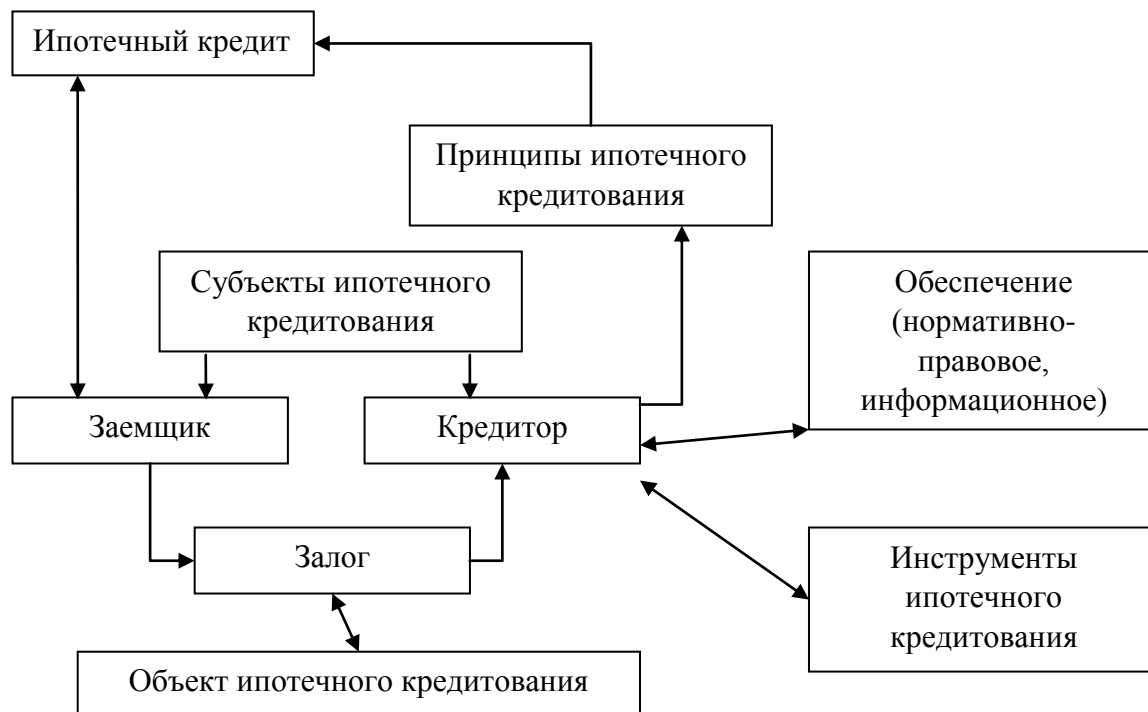 Ипотечный кредит
Принципы ипотечного
кредитования
Субъекты ипотечного
кредитования
Обеспечение
(нормативно-
правовое,
информационное)
Заемщик
Кредитор
Залог
Инструменты
ипотечного
кредитования
Объект ипотечного кредитования